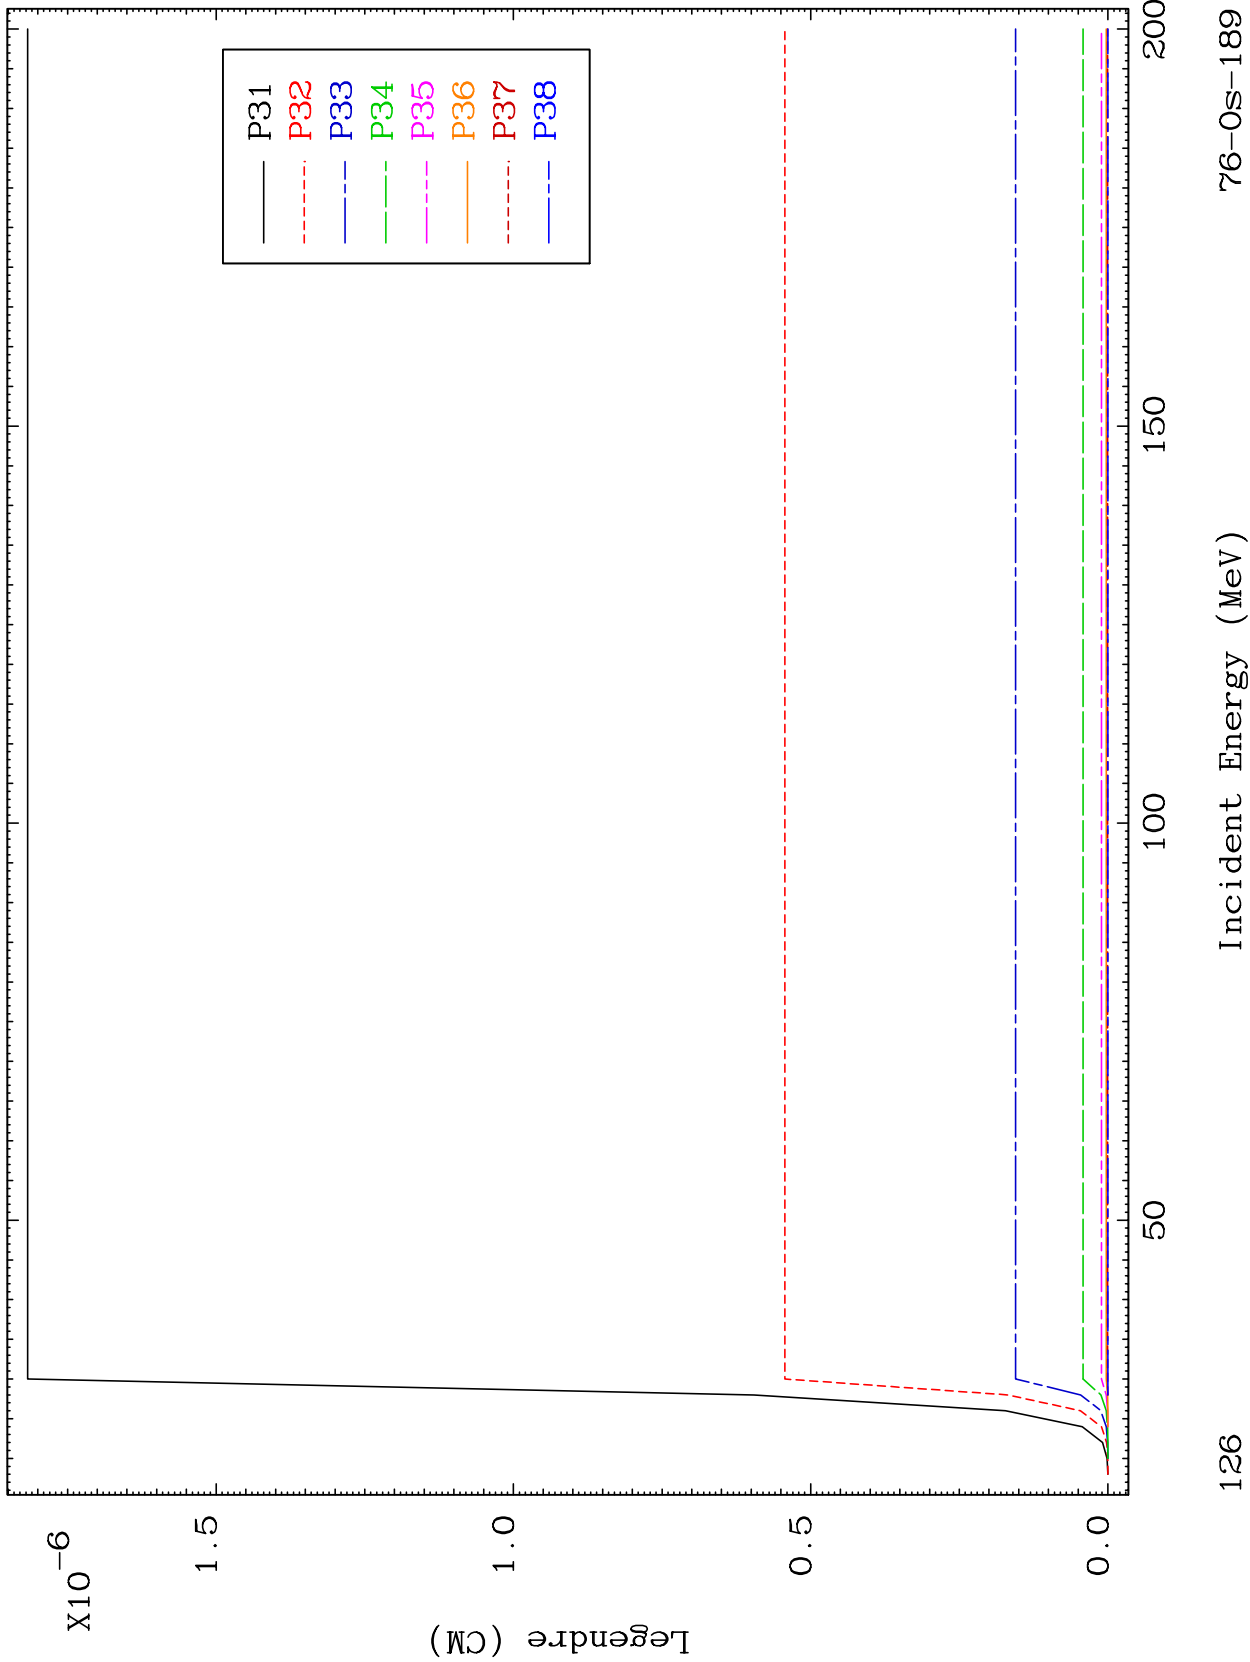 X10-6
1.5
1.0
0.5
0.0
Legendre (CM)
P31
P32
P33
P34
P35
P36
P37
P38
50
100
150
200
Incident Energy (MeV)
126
76-Os-189